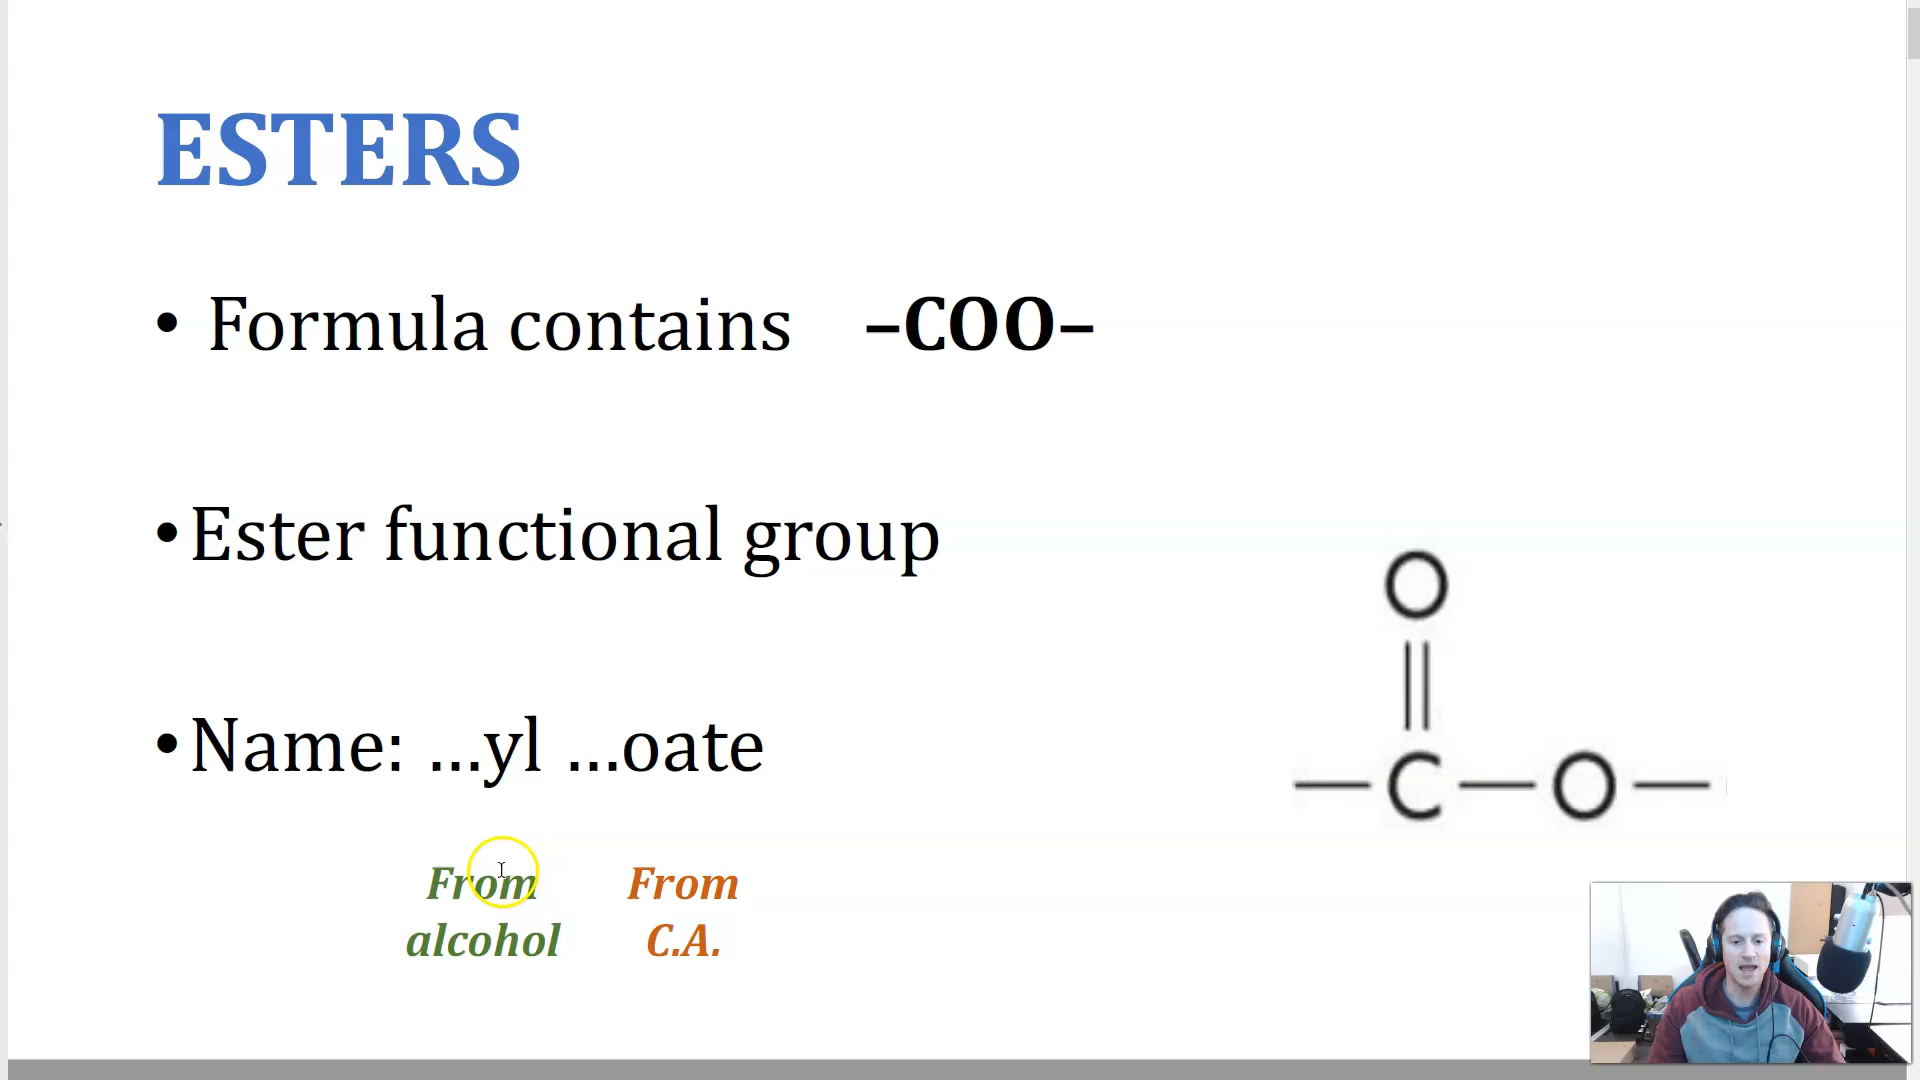 ESTERS
• Formula contains –COO–
• Ester functional group
• Name: …yl …oate
From From
alcohol C.A.
O
C O